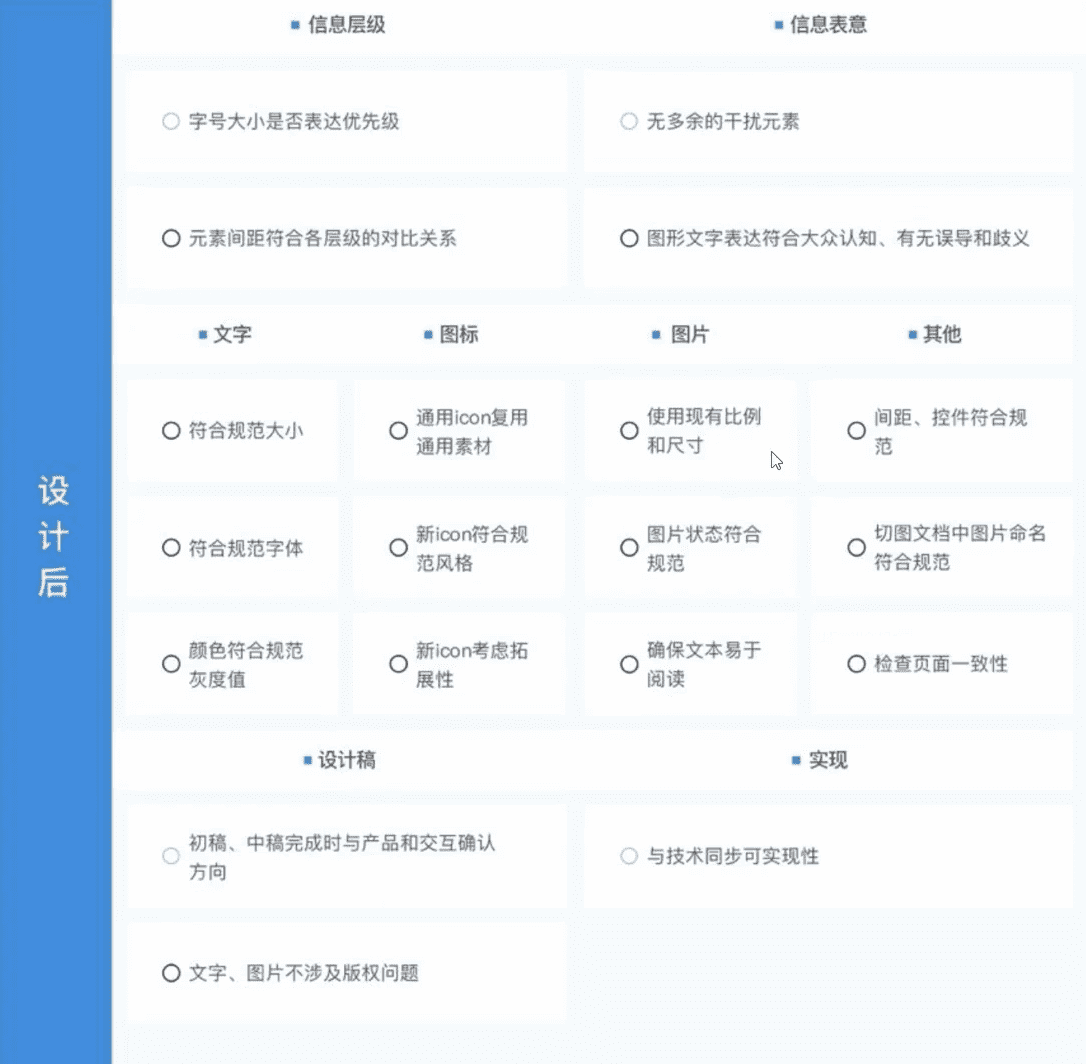 设
计
后
信息层级
信息表意
字号大小是否表达优先级
无多余的干扰元素
元素间距符合各层级的对比关系
图形文字表达符合大众认知、有无误导和歧义
文字
图标
图片
其他
符合规范大小
通用icon复用
通用素材
使用现有比例
和尺寸
间距、控件符合规
范
符合规范字体
新icon符合规
范风格
图片状态符合
规范
切图文档中图片命名
符合规范
颜色符合规范
灰度值
新icon考虑拓
展性
确保文本易于
阅读
检查页面一致性
设计稿
实现
初稿、中稿完成时与产品和交互确认
方向
与技术同步可实现性
文字、图片不涉及版权问题